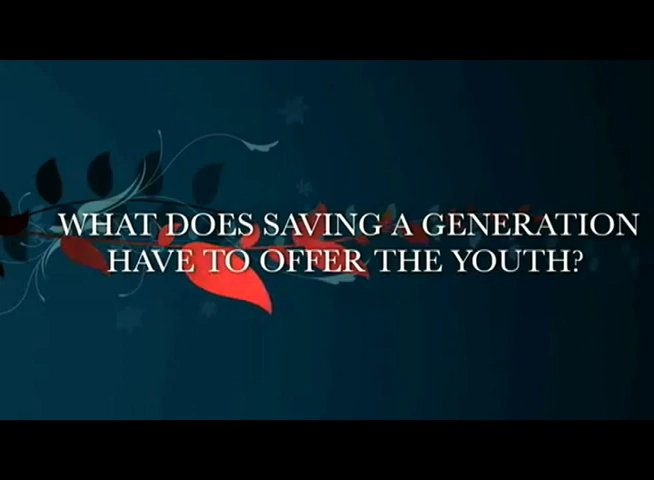 WHAT DOES SAVING A GENERATION
HAVE TO OFFER THE YOUTH?